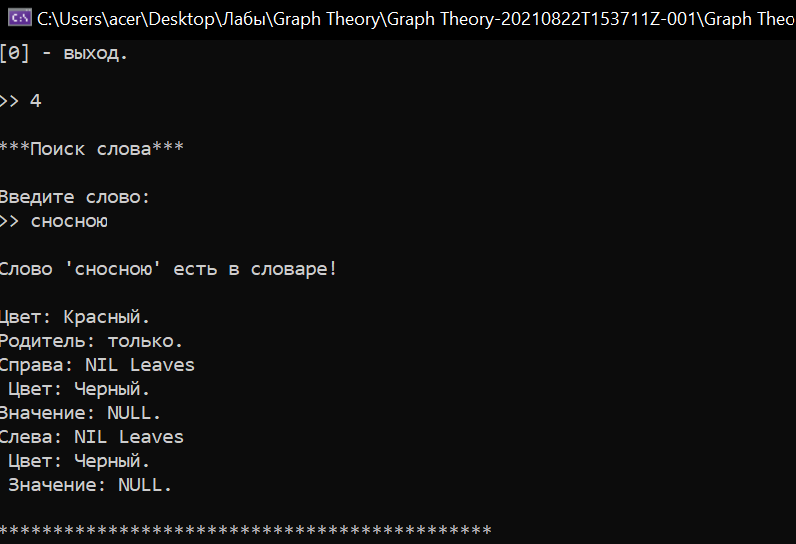 C:\Users\acer\Desktop\Лабы\Graph Theory\Graph Theory-20210822T153711Z-001\Graph Theo
[0] - выход.
>> 4
***Поиск слова***
Введите слово:
>> сносною
Слово 'сносною' есть в словаре!
Цвет: Красный.
Родитель: только.
Справа: NIL Leaves
Цвет: Черный.
Значение: NULL.
Слева: NIL Leaves
Цвет: Черный.
Значение: NULL.
*********************************************